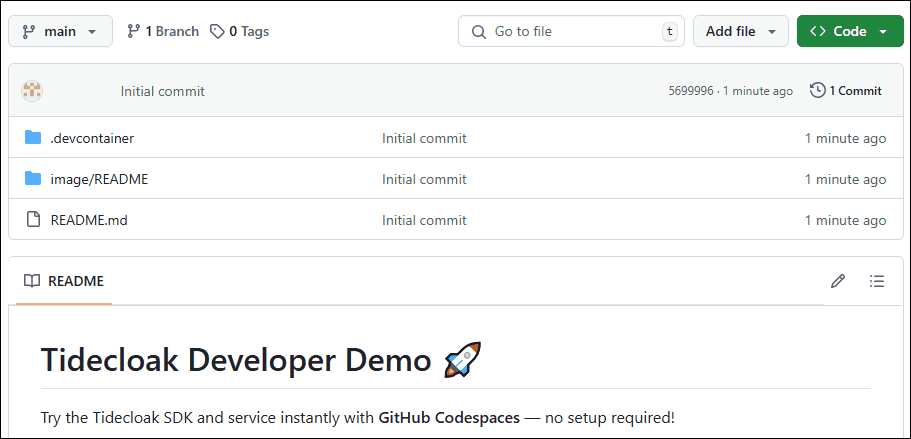 main 1 Branch 0 Tags Go to file t Add file Code
Initial commit 5699996 · 1 minute ago 1 Commit
.devcontainer Initial commit 1 minute ago
image/README Initial commit 1 minute ago
README.md Initial commit 1 minute ago
README
Tidecloak Developer Demo 🚀
Try the Tidecloak SDK and service instantly with GitHub Codespaces — no setup required!